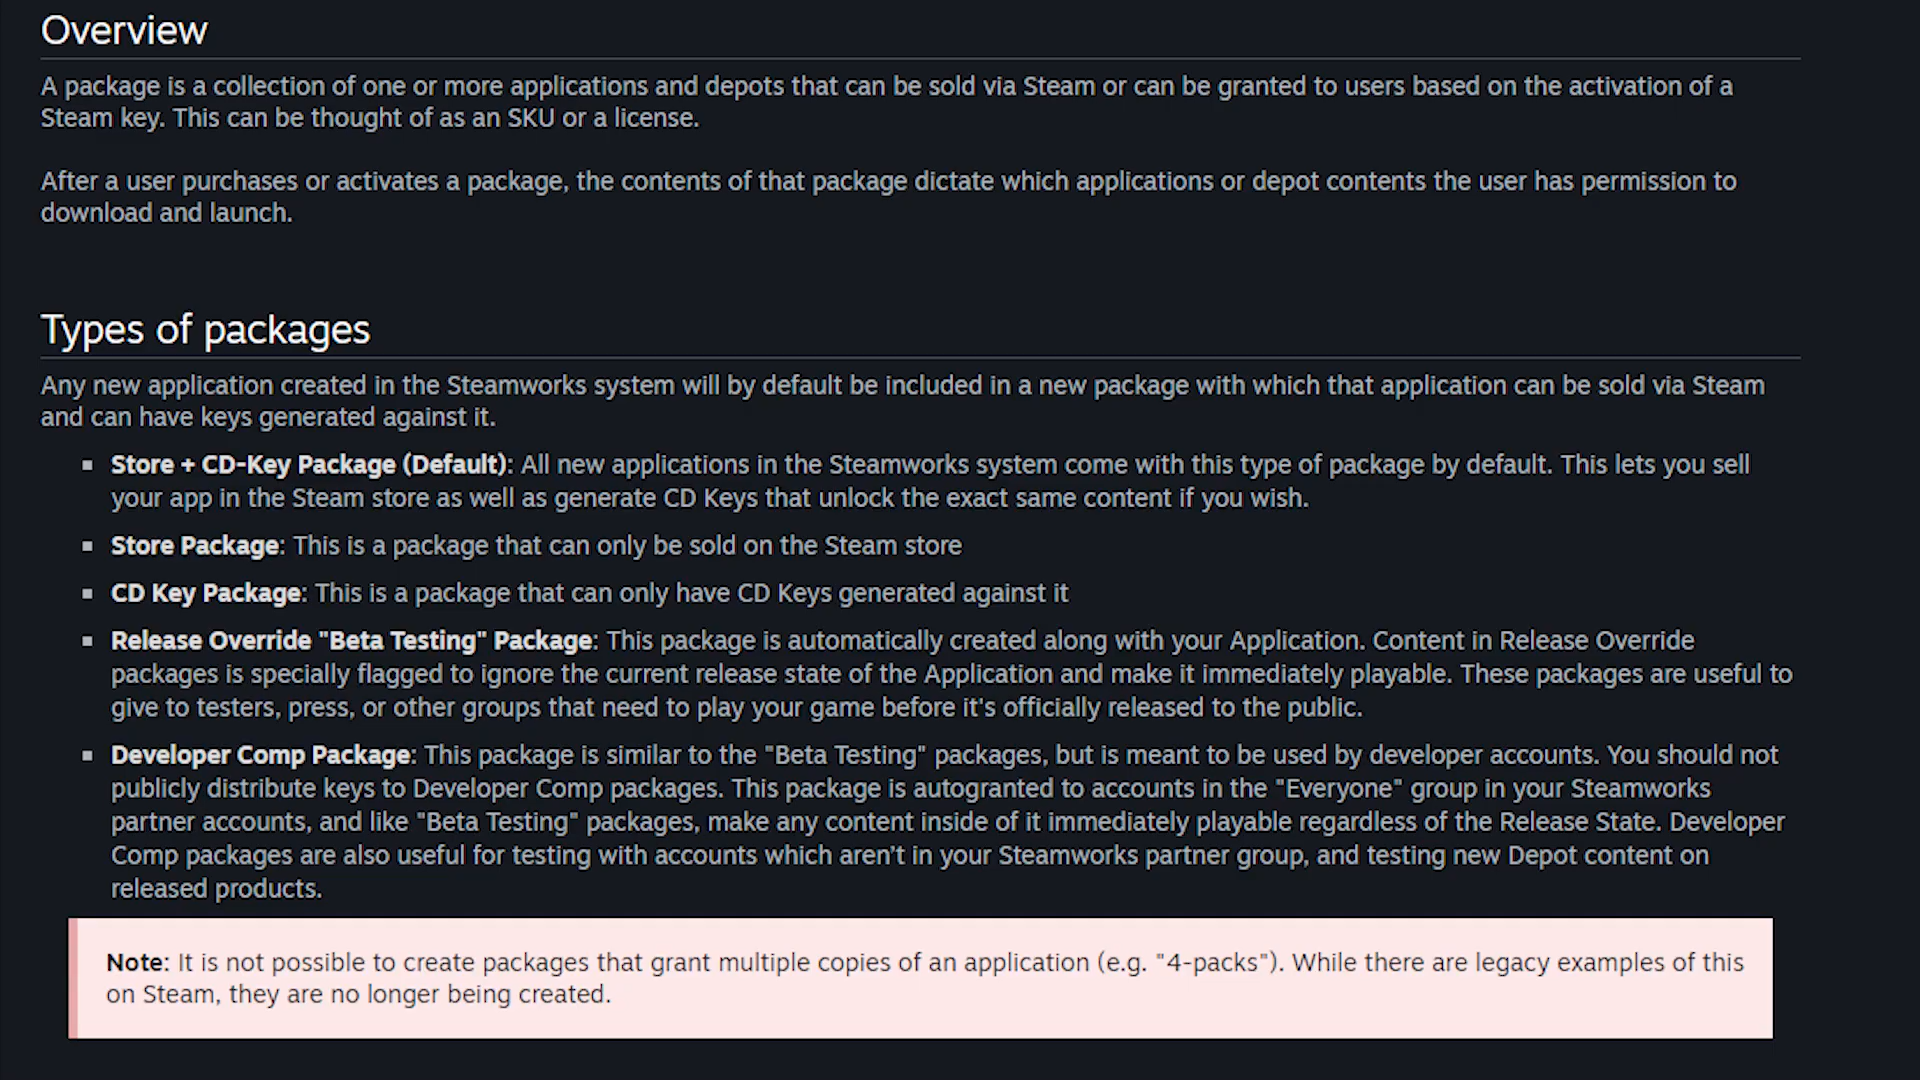 Overview
A package is a collection of one or more applications and depots that can be sold via Steam or can be granted to users based on the activation of a
Steam key. This can be thought of as an SKU or a license.
After a user purchases or activates a package, the contents of that package dictate which applications or depot contents the user has permission to
download and launch.
Types of packages
Any new application created in the Steamworks system will by default be included in a new package with which that application can be sold via Steam
and can have keys generated against it.
▪ Store + CD-Key Package (Default): All new applications in the Steamworks system come with this type of package by default. This lets you sell
your app in the Steam store as well as generate CD Keys that unlock the exact same content if you wish.
▪ Store Package: This is a package that can only be sold on the Steam store
▪ CD Key Package: This is a package that can only have CD Keys generated against it
▪ Release Override "Beta Testing" Package: This package is automatically created along with your Application. Content in Release Override
packages is specially flagged to ignore the current release state of the Application and make it immediately playable. These packages are useful to
give to testers, press, or other groups that need to play your game before it's officially released to the public.
▪ Developer Comp Package: This package is similar to the "Beta Testing" packages, but is meant to be used by developer accounts. You should not
publicly distribute keys to Developer Comp packages. This package is autogranted to accounts in the "Everyone" group in your Steamworks
partner accounts, and like "Beta Testing" packages, make any content inside of it immediately playable regardless of the Release State. Developer
Comp packages are also useful for testing with accounts which aren’t in your Steamworks partner group, and testing new Depot content on
released products.
Note: It is not possible to create packages that grant multiple copies of an application (e.g. "4-packs"). While there are legacy examples of this
on Steam, they are no longer being created.